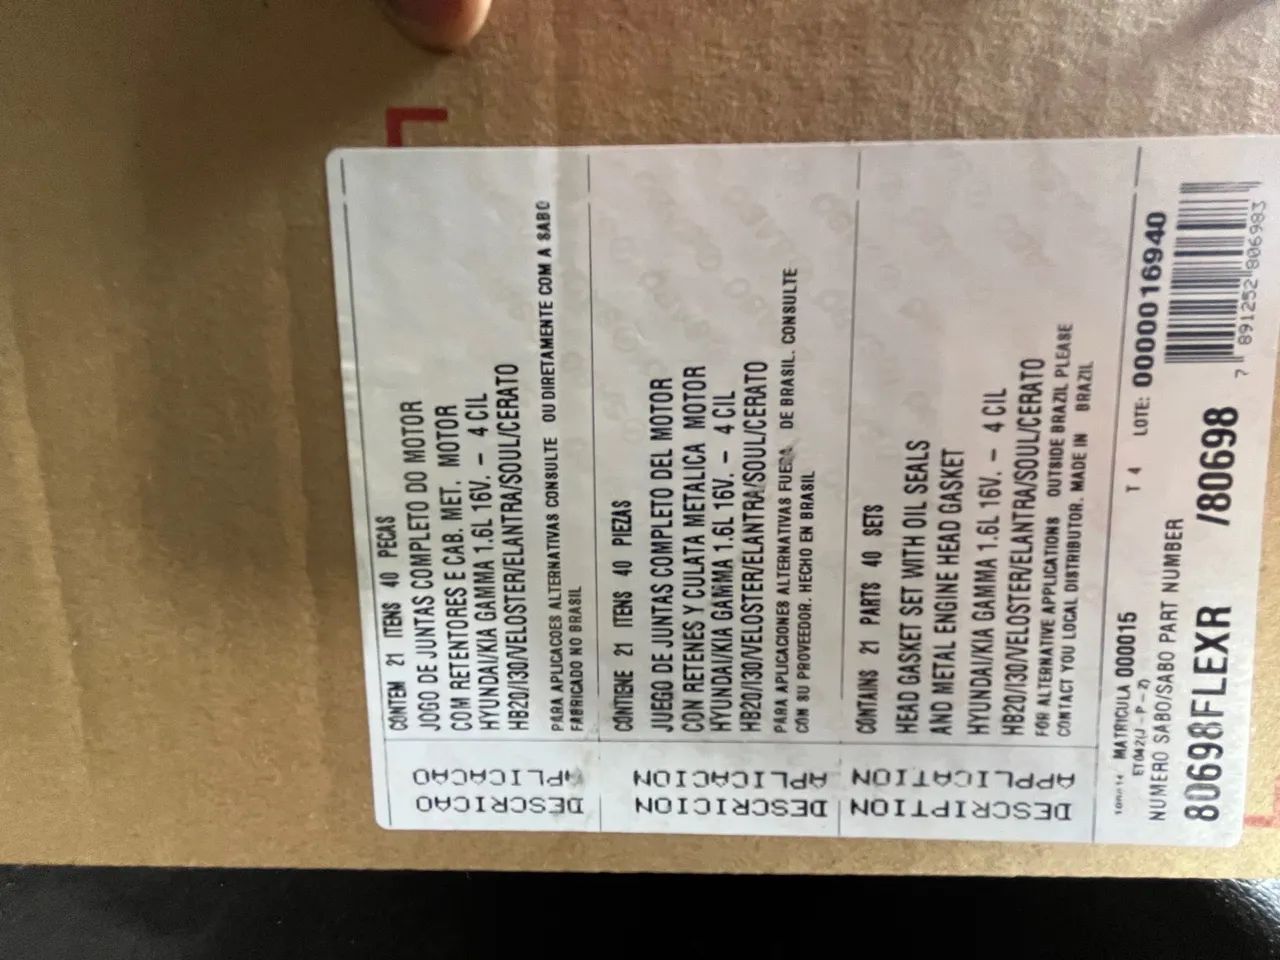 DESCRICAO
APLICACAO
CONTEM 21 ITENS 40 PECAS
JOGO DE JUNTAS COMPLETO DO MOTOR
COM RETENTORES E CAB. MET. MOTOR
HYUNDAI/KIA GAMMA 1.6L 16V. - 4 CIL
HB20/I30/VELOSTER/ELANTRA/SOUL/CERATO
PARA APLICACOES ALTERNATIVAS CONSULTE OU DIRETAMENTE COM A SABO
FABRICADO NO BRASIL
DESCRIPCION
APLICACION
CONTIENE 21 ITENS 40 PIEZAS
JUEGO DE JUNTAS COMPLETO DEL MOTOR
CON RETENES Y CULATA METALICA MOTOR
HYUNDAI/KIA GAMMA 1.6L 16V. - 4 CIL
HB20/I30/VELOSTER/ELANTRA/SOUL/CERATO
PARA APLICACIONES ALTERNATIVAS FUERA DE BRASIL. CONSULTE
CON SU PROVEEDOR. HECHO EN BRASIL
DESCRIPTION
APPLICATION
CONTAINS 21 PARTS 40 SETS
HEAD GASKET SET WITH OIL SEALS
AND METAL ENGINE HEAD GASKET
HYUNDAI/KIA GAMMA 1.6L 16V. - 4 CIL
HB20/I30/VELOSTER/ELANTRA/SOUL/CERATO
FOR ALTERNATIVE APPLICATIONS OUTSIDE BRAZIL PLEASE
CONTACT YOU LOCAL DISTRIBUTOR. MADE IN BRAZIL
MATRICULA 000015 T 4 LOTE: 0000016940
ET042(J-P-2)
NUMERO SABO/SABO PART NUMBER
80698FLEXR /80698
7 891252 806983